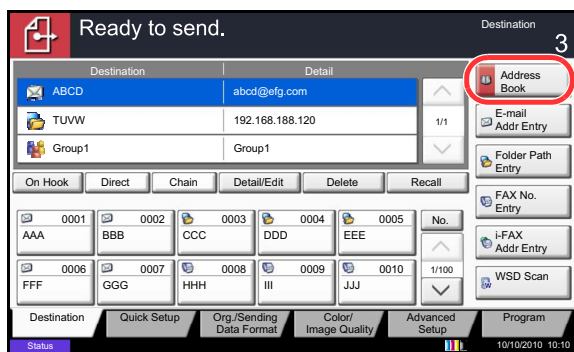 Ready to send.
Destination
3
Destination Detail
ABCD abcd@efg.com
TUVW 192.168.188.120
Group1 Group1
1/1
Address
Book
E-mail
Addr Entry
Folder Path
Entry
FAX No.
Entry
i-FAX
Addr Entry
WSD Scan
On Hook Direct Chain Detail/Edit Delete Recall
0001 0002 0003 0004 0005 No.
AAA BBB CCC DDD EEE
0006 0007 0008 0009 0010 1/100
FFF GGG HHH III JJJ
Destination Quick Setup Org./Sending
Data Format Color/
Image Quality Advanced
Setup Program
Status 10/10/2010 10:10